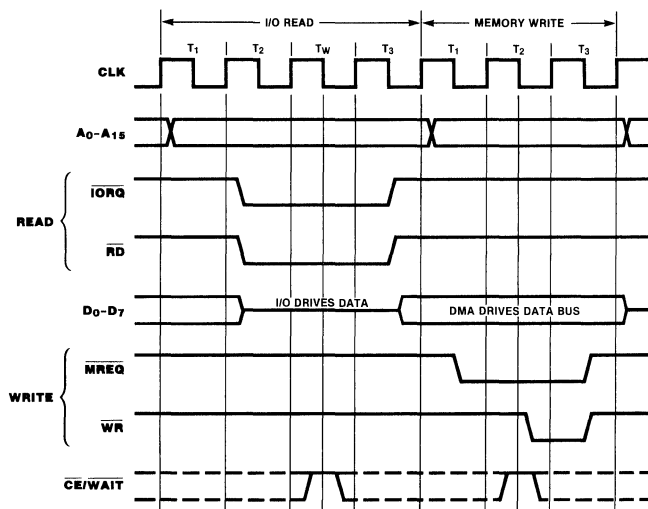 I/O READ MEMORY WRITE
T1 T2 TW T3 T1 T2 T3
CLK
A0-A15
IORQ
READ
RD
D0-D7 I/O DRIVES DATA DMA DRIVES DATA BUS
MREQ
WRITE
WR
CE/WAIT